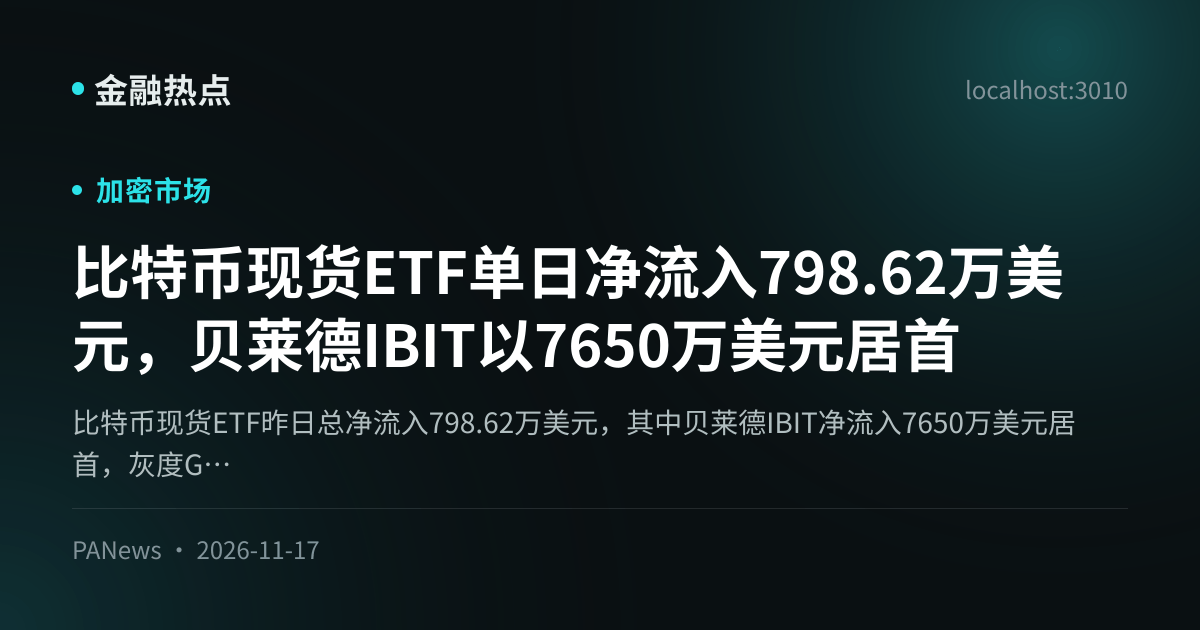 金融热点
localhost:3010
加密市场
比特币现货ETF单日净流入798.62万美
元，贝莱德IBIT以7650万美元居首
比特币现货ETF昨日总净流入798.62万美元，其中贝莱德IBIT净流入7650万美元居
首，灰度G…
PANews • 2026-11-17